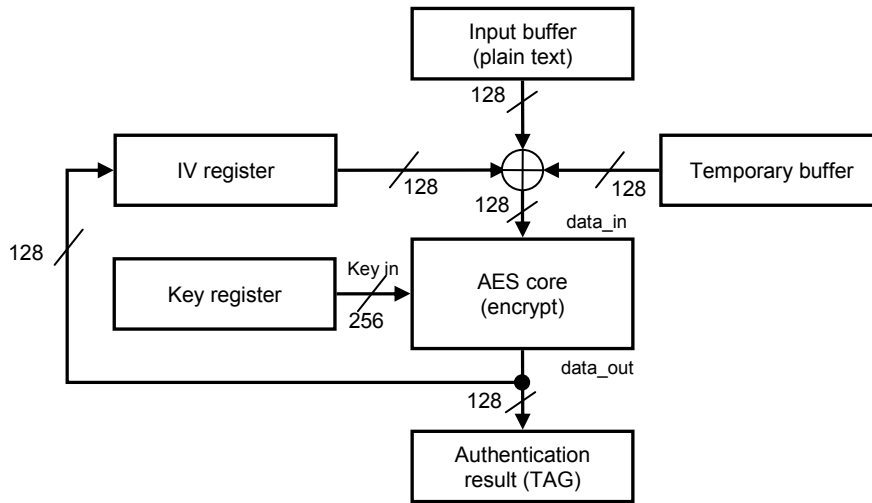 Input buffer
(plain text)
128
IV register
128
128
Temporary buffer
128
data_in
128
Key register
Key in
256
AES core
(encrypt)
data_out
128
Authentication
result (TAG)